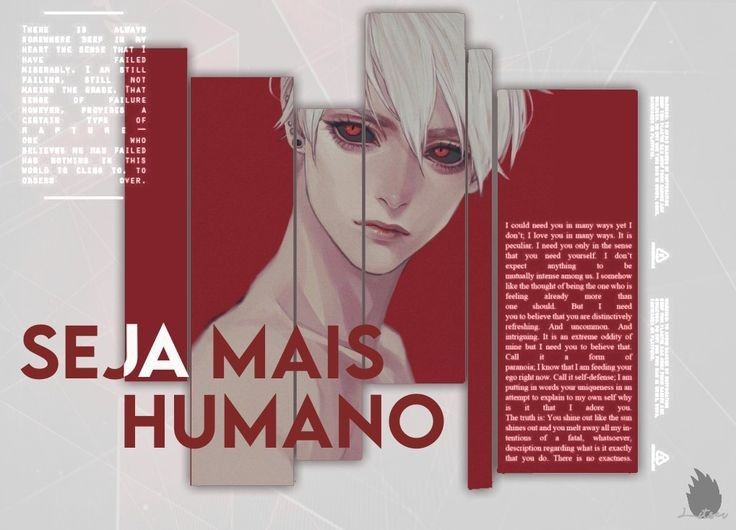 THERE IS ALWAYS
SOMEWHERE DEEP IN MY
HEART THE SENSE THAT I
HAVE FAILED
MISERABLY. I AM STILL
FAILING, STILL NOT
MAKING THE GRADE. THAT
SENSE OF FAILURE
HOWEVER, PROVIDES A
CERTAIN TYPE OF
RAPTURE —
ONE WHO
BELIEVES HE HAS FAILED
HAS NOTHING IN THIS
WORLD TO CLING TO, TO
OBSESS OVER.
I could need you in many ways yet I
don't; I love you in many ways. It is
peculiar. I need you only in the sense
that you need yourself. I don't
expect anything to be
mutually intense among us. I somehow
like the thought of being the one who is
feeling already more than
one should. But I need
you to believe that you are distinctively
refreshing. And uncommon. And
intriguing. It is an extreme oddity of
mine but I need you to believe that.
Call it a form of
paranoia; I know that I am feeding your
ego right now. Call it self-defense; I am
putting in words your uniqueness in an
attempt to explain to my own self why
is it that I adore you.
The truth is: You shine out like the sun
shines out and you melt away all my in-
tentions of a fatal, whatsoever,
description regarding what is it exactly
that you do. There is no exactness.
SEJA MAIS
HUMANO